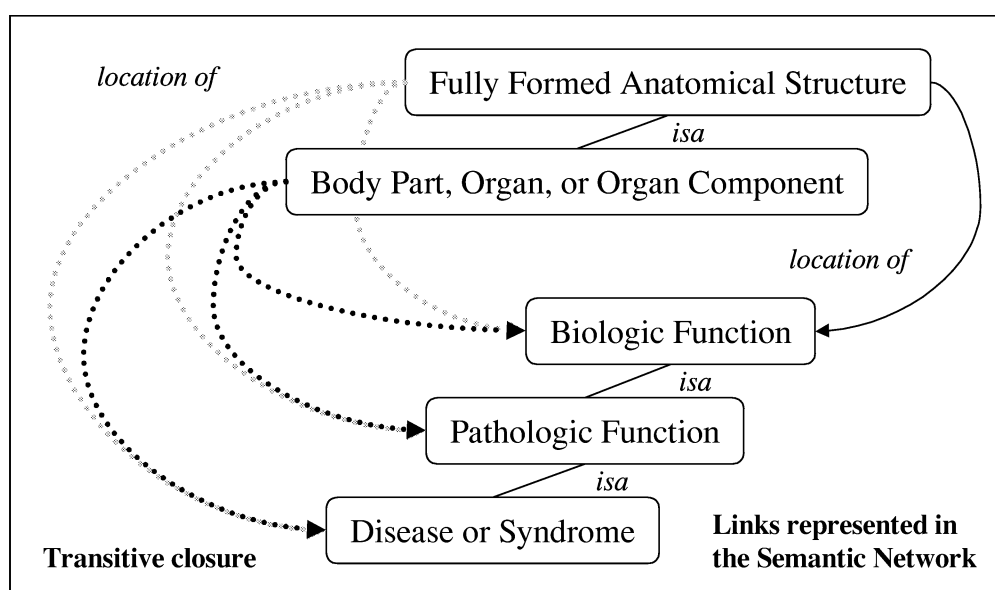 location of
Fully Formed Anatomical Structure
isa
Body Part, Organ, or Organ Component
location of
Biologic Function
isa
Pathologic Function
isa
Disease or Syndrome
Transitive closure
Links represented in
the Semantic Network